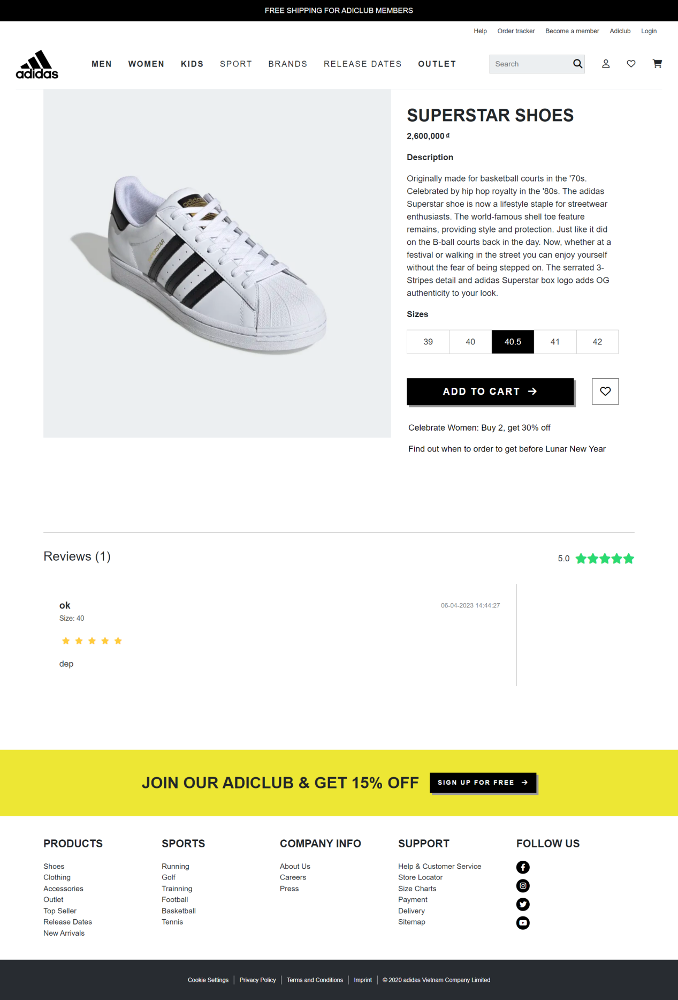 FREE SHIPPING FOR ADICLUB MEMBERS
Help Order tracker Become a member Adiclub Login
adidas
MEN WOMEN KIDS SPORT BRANDS RELEASE DATES OUTLET Search
adidas
SUPERSTAR
SUPERSTAR SHOES
2,600,000₫
Description
Originally made for basketball courts in the '70s.
Celebrated by hip hop royalty in the '80s. The adidas
Superstar shoe is now a lifestyle staple for streetwear
enthusiasts. The world-famous shell toe feature
remains, providing style and protection. Just like it did
on the B-ball courts back in the day. Now, whether at a
festival or walking in the street you can enjoy yourself
without the fear of being stepped on. The serrated 3-
Stripes detail and adidas Superstar box logo adds OG
authenticity to your look.
Sizes
39 40 40.5 41 42
ADD TO CART
Celebrate Women: Buy 2, get 30% off
Find out when to order to get before Lunar New Year
Reviews (1)
5.0
ok
06-04-2023 14:44:27
Size: 40
dep
JOIN OUR ADICLUB & GET 15% OFF SIGN UP FOR FREE
PRODUCTS
Shoes
Clothing
Accessories
Outlet
Top Seller
Release Dates
New Arrivals
SPORTS
Running
Golf
Trainning
Football
Basketball
Tennis
COMPANY INFO
About Us
Careers
Press
SUPPORT
Help & Customer Service
Store Locator
Size Charts
Payment
Delivery
Sitemap
FOLLOW US
Cookie Settings Privacy Policy Terms and Conditions Imprint © 2020 adidas Vietnam Company Limited